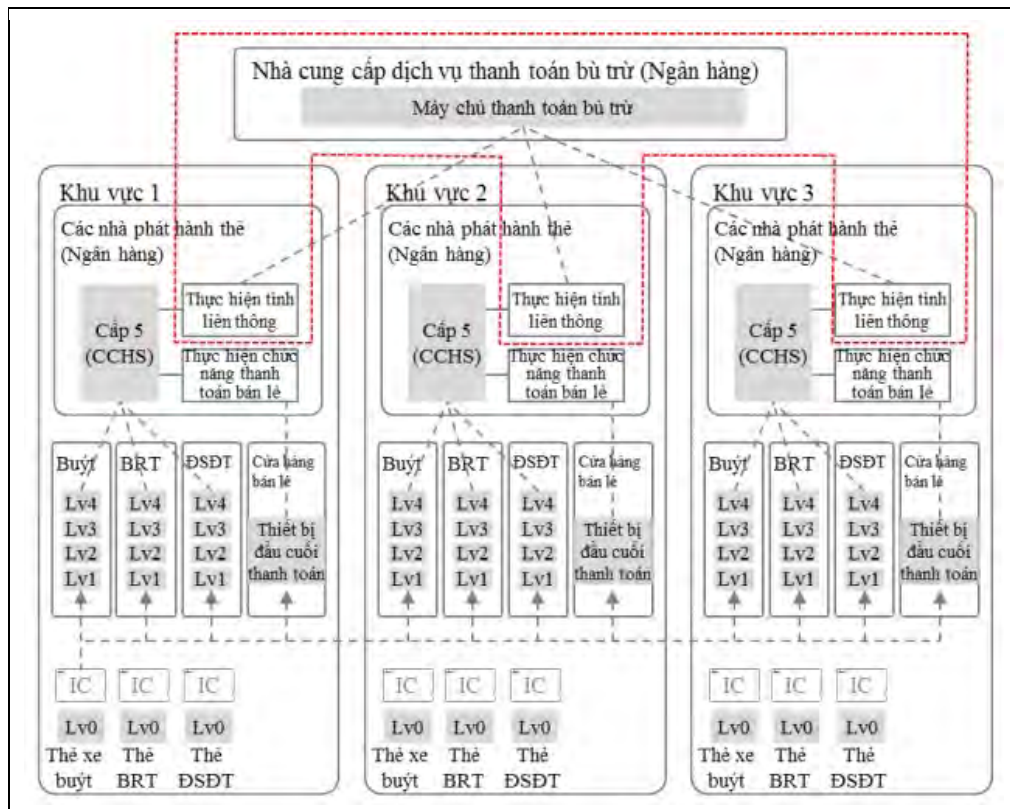 Nhà cung cấp dịch vụ thanh toán bù trừ (Ngân hàng)
Máy chủ thanh toán bù trừ
Khu vực 1
Các nhà phát hành thẻ
(Ngân hàng)
Cấp 5
(CCHS)
Thực hiện tính
liên thông
Thực hiện chức
năng thanh
toán bán lẻ
Buýt
Lv4
Lv3
Lv2
Lv1
BRT
Lv4
Lv3
Lv2
Lv1
ĐSĐT
Lv4
Lv3
Lv2
Lv1
Cửa hàng
bán lẻ
Thiết bị
đầu cuối
thanh toán
IC
Lv0
Thẻ xe
buýt
IC
Lv0
Thẻ
BRT
IC
Lv0
Thẻ
ĐSĐT
Khu vực 2
Các nhà phát hành thẻ
(Ngân hàng)
Cấp 5
(CCHS)
Thực hiện tính
liên thông
Thực hiện chức
năng thanh
toán bán lẻ
Buýt
Lv4
Lv3
Lv2
Lv1
BRT
Lv4
Lv3
Lv2
Lv1
ĐSĐT
Lv4
Lv3
Lv2
Lv1
Cửa hàng
bán lẻ
Thiết bị
đầu cuối
thanh toán
IC
Lv0
Thẻ xe
buýt
IC
Lv0
Thẻ
BRT
IC
Lv0
Thẻ
ĐSĐT
Khu vực 3
Các nhà phát hành thẻ
(Ngân hàng)
Cấp 5
(CCHS)
Thực hiện tính
liên thông
Thực hiện chức
năng thanh
toán bán lẻ
Buýt
Lv4
Lv3
Lv2
Lv1
BRT
Lv4
Lv3
Lv2
Lv1
ĐSĐT
Lv4
Lv3
Lv2
Lv1
Cửa hàng
bán lẻ
Thiết bị
đầu cuối
thanh toán
IC
Lv0
Thẻ xe
buýt
IC
Lv0
Thẻ
BRT
IC
Lv0
Thẻ
ĐSĐT